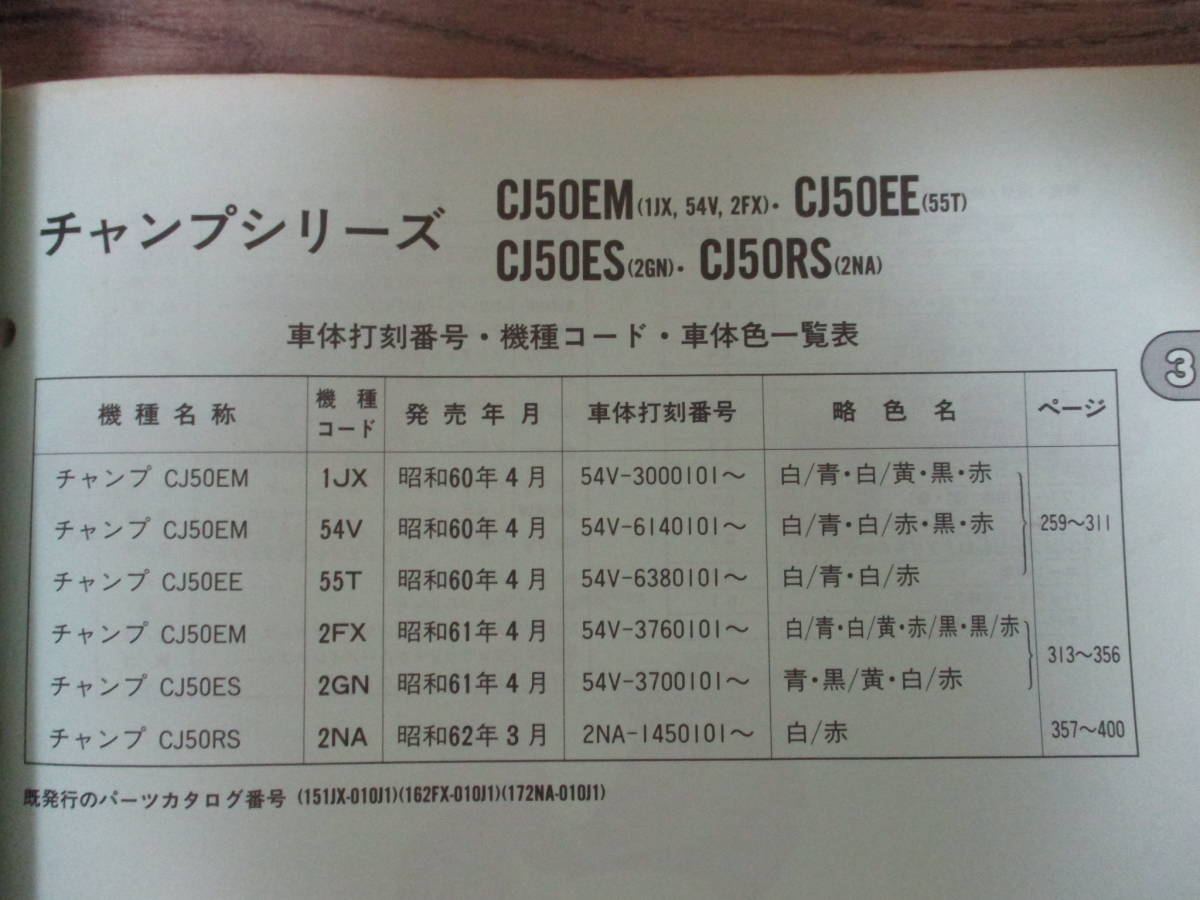 チャンプシリーズ
CJ50EM(1JX, 54V, 2FX)・CJ50EE(55T)
CJ50ES(2GN)・CJ50RS(2NA)
車体打刻番号・機種コード・車体色一覧表
3
機種名称 機種コード 発売年月 車体打刻番号 略色名 ページ
チャンプ CJ50EM 1JX 昭和60年4月 54V-3000101〜 白/青・白/黄・黒・赤
チャンプ CJ50EM 54V 昭和60年4月 54V-6140101〜 白/青・白/赤・黒・赤 259〜311
チャンプ CJ50EE 55T 昭和60年4月 54V-6380101〜 白/青・白/赤
チャンプ CJ50EM 2FX 昭和61年4月 54V-3760101〜 白/青・白/黄・赤/黒・黒/赤 313〜356
チャンプ CJ50ES 2GN 昭和61年4月 54V-3700101〜 青・黒/黄・白/赤
チャンプ CJ50RS 2NA 昭和62年3月 2NA-1450101〜 白/赤 357〜400
既発行のパーツカタログ番号 (151JX-010J1)(162FX-010J1)(172NA-010J1)